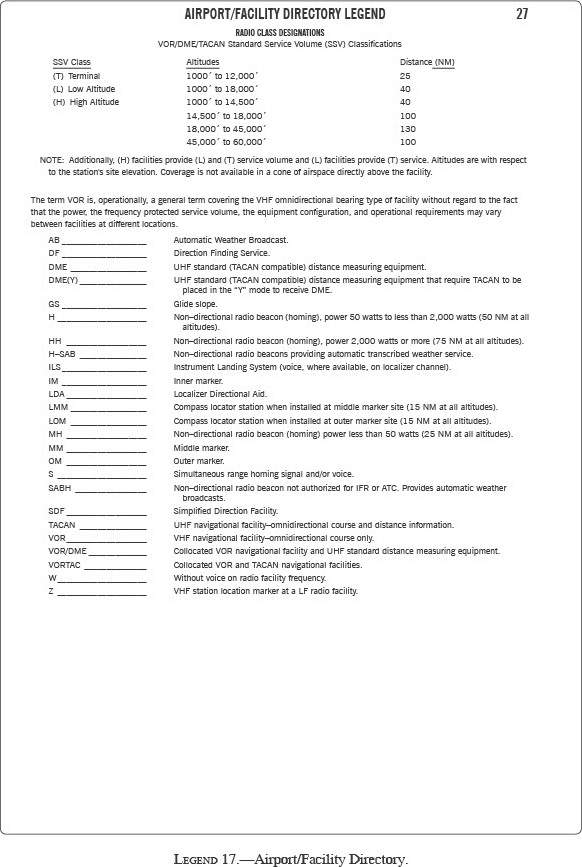 AIRPORT/FACILITY DIRECTORY LEGEND 27
RADIO CLASS DESIGNATIONS
VOR/DME/TACAN Standard Service Volume (SSV) Classifications
SSV Class Altitudes Distance (NM)
(T) Terminal 1000´ to 12,000´ 25
(L) Low Altitude 1000´ to 18,000´ 40
(H) High Altitude 1000´ to 14,500´ 40
14,500´ to 18,000´ 100
18,000´ to 45,000´ 130
45,000´ to 60,000´ 100
NOTE: Additionally, (H) facilities provide (L) and (T) service volume and (L) facilities provide (T) service. Altitudes are with respect
to the station's site elevation. Coverage is not available in a cone of airspace directly above the facility.
The term VOR is, operationally, a general term covering the VHF omnidirectional bearing type of facility without regard to the fact
that the power, the frequency protected service volume, the equipment configuration, and operational requirements may vary
between facilities at different locations.
AB ________________ Automatic Weather Broadcast.
DF ________________ Direction Finding Service.
DME ______________ UHF standard (TACAN compatible) distance measuring equipment.
DME(Y) ____________ UHF standard (TACAN compatible) distance measuring equipment that require TACAN to be
placed in the “Y” mode to receive DME.
GS ________________ Glide slope.
H _________________ Non–directional radio beacon (homing), power 50 watts to less than 2,000 watts (50 NM at all
altitudes).
HH ________________ Non–directional radio beacon (homing), power 2,000 watts or more (75 NM at all altitudes).
H–SAB _____________ Non–directional radio beacons providing automatic transcribed weather service.
ILS ________________ Instrument Landing System (voice, where available, on localizer channel).
IM ________________ Inner marker.
LDA _______________ Localizer Directional Aid.
LMM ______________ Compass locator station when installed at middle marker site (15 NM at all altitudes).
LOM ______________ Compass locator station when installed at outer marker site (15 NM at all altitudes).
MH _______________ Non–directional radio beacon (homing) power less than 50 watts (25 NM at all altitudes).
MM _______________ Middle marker.
OM _______________ Outer marker.
S _________________ Simultaneous range homing signal and/or voice.
SABH _____________ Non–directional radio beacon not authorized for IFR or ATC. Provides automatic weather
broadcasts.
SDF _______________ Simplified Direction Facility.
TACAN ____________ UHF navigational facility–omnidirectional course and distance information.
VOR _______________ VHF navigational facility–omnidirectional course only.
VOR/DME ___________ Collocated VOR navigational facility and UHF standard distance measuring equipment.
VORTAC ____________ Collocated VOR and TACAN navigational facilities.
W _________________ Without voice on radio facility frequency.
Z _________________ VHF station location marker at a LF radio facility.
LEGEND 17.—Airport/Facility Directory.